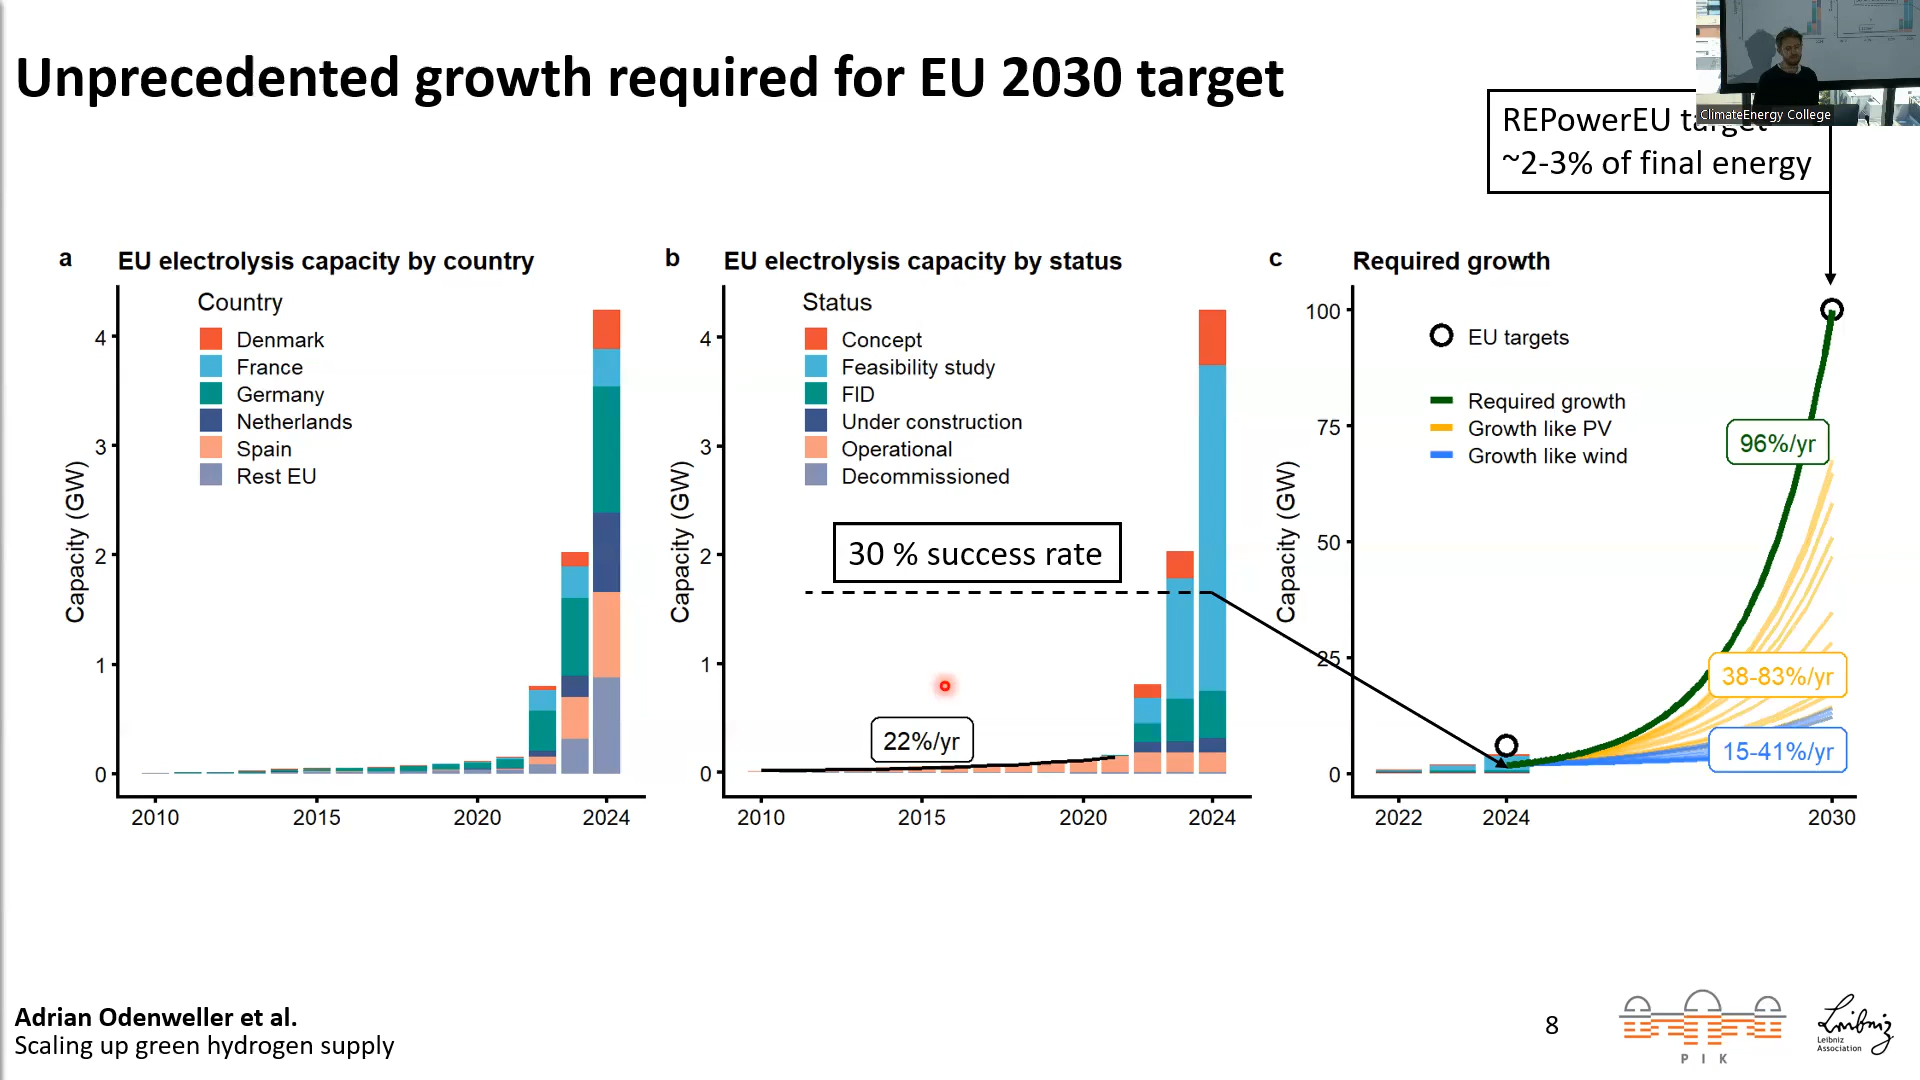 Unprecedented growth required for EU 2030 target
ClimateEnergy College
REPowerEU target
~2-3% of final energy
a
EU electrolysis capacity by country
Country
Denmark
France
Germany
Netherlands
Spain
Rest EU
Capacity (GW)
4
3
2
1
0
2010
2015
2020
2024
b
EU electrolysis capacity by status
Status
Concept
Feasibility study
FID
Under construction
Operational
Decommissioned
30 % success rate
22%/yr
Capacity (GW)
4
3
2
1
0
2010
2015
2020
2024
c
Required growth
EU targets
Required growth
Growth like PV
Growth like wind
96%/yr
38-83%/yr
15-41%/yr
Capacity (GW)
100
75
50
25
0
2022
2024
2030
Adrian Odenweller et al.
Scaling up green hydrogen supply
8
P I K
Leibniz
Leibniz
Association